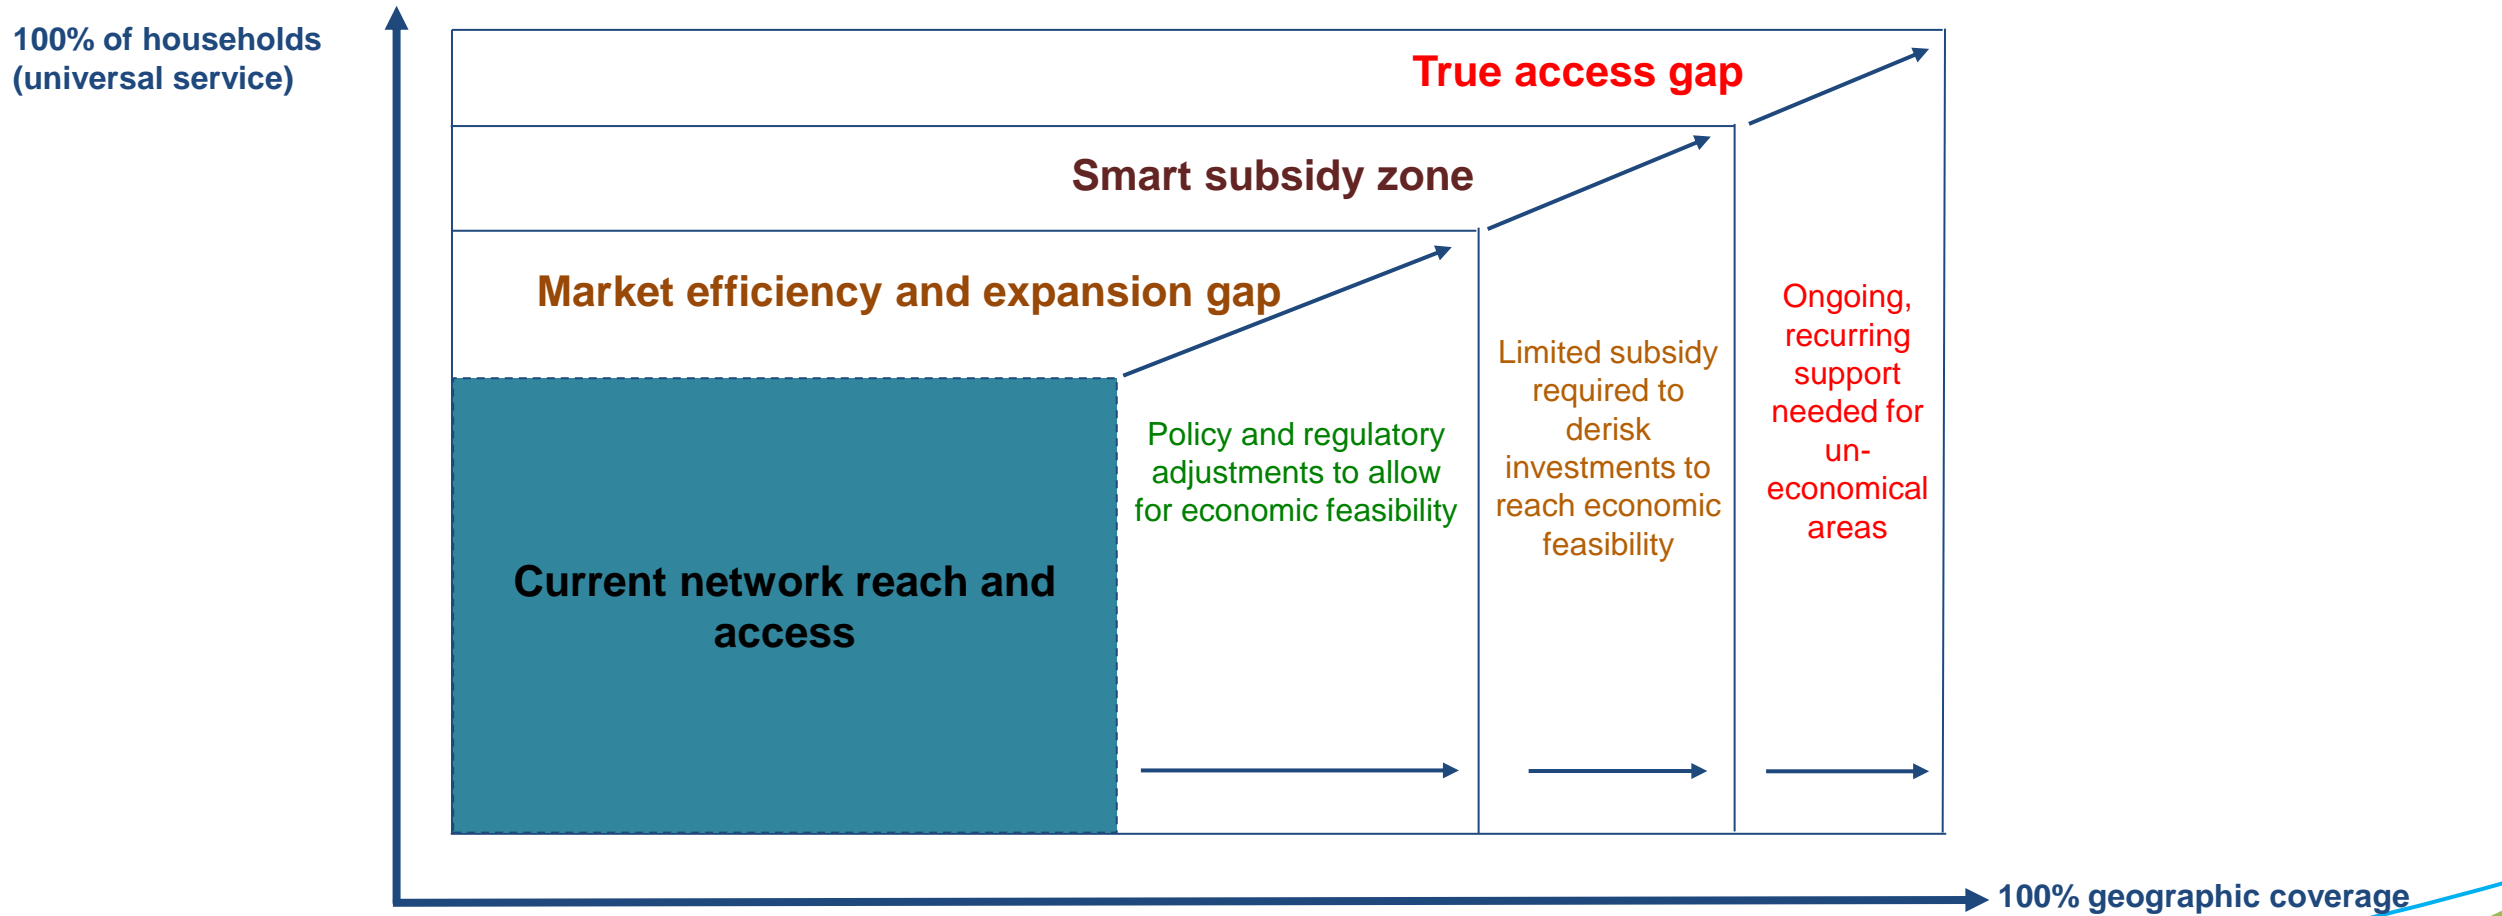 100% of households
(universal service)
True access gap
Smart subsidy zone
Market efficiency and expansion gap
Current network reach and
access
Policy and regulatory
adjustments to allow
for economic feasibility
Limited subsidy
required to
derisk
investments to
reach economic
feasibility
Ongoing,
recurring
support
needed for
un-
economical
areas
100% geographic coverage